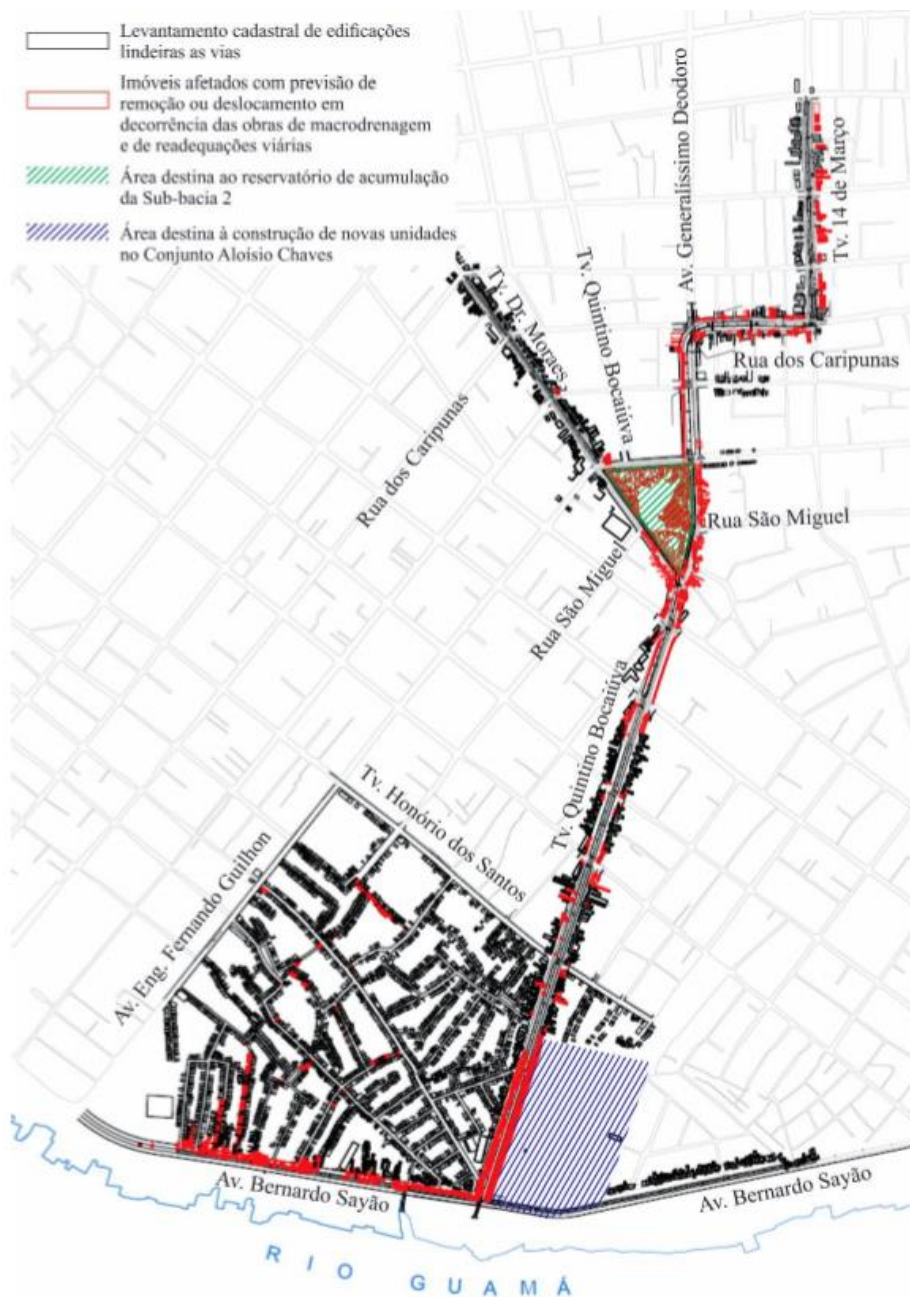 Levantamento cadastral de edificações
lindeiras as vias
Imóveis afetados com previsão de
remoção ou deslocamento em
decorrência das obras de macrodrenagem
e de readequações viárias
Área destina ao reservatório de acumulação
da Sub-bacia 2
Área destina à construção de novas unidades
no Conjunto Aloísio Chaves
Av. Generalíssimo Deodoro
Tv. 14 de Março
Tv. Dr. Moraes
Tv. Quintino Bocaiúva
Rua dos Caripunas
Rua dos Caripunas
Rua São Miguel
Rua São Miguel
Tv. Quintino Bocaiúva
Tv. Honório dos Santos
Av. Eng. Fernando Guilhon
Av. Bernardo Sayão
Av. Bernardo Sayão
RIO GUAMÁ